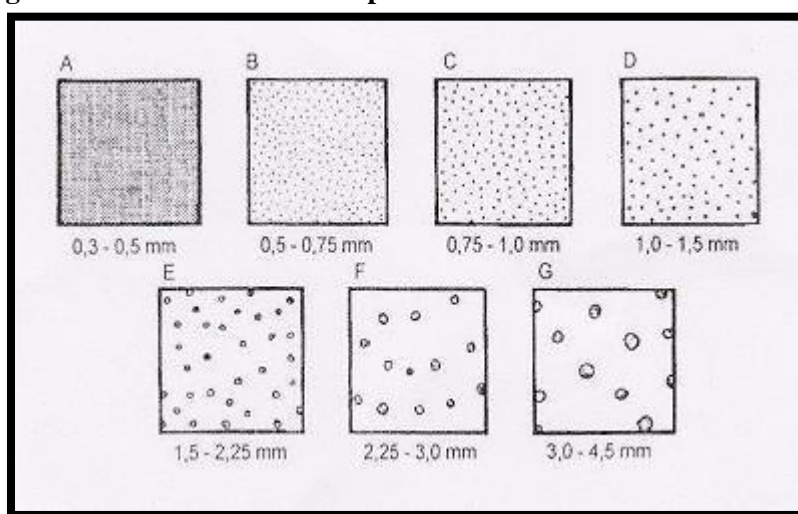 A B C D
0,3 - 0,5 mm 0,5 - 0,75 mm 0,75 - 1,0 mm 1,0 - 1,5 mm
E F G
1,5 - 2,25 mm 2,25 - 3,0 mm 3,0 - 4,5 mm